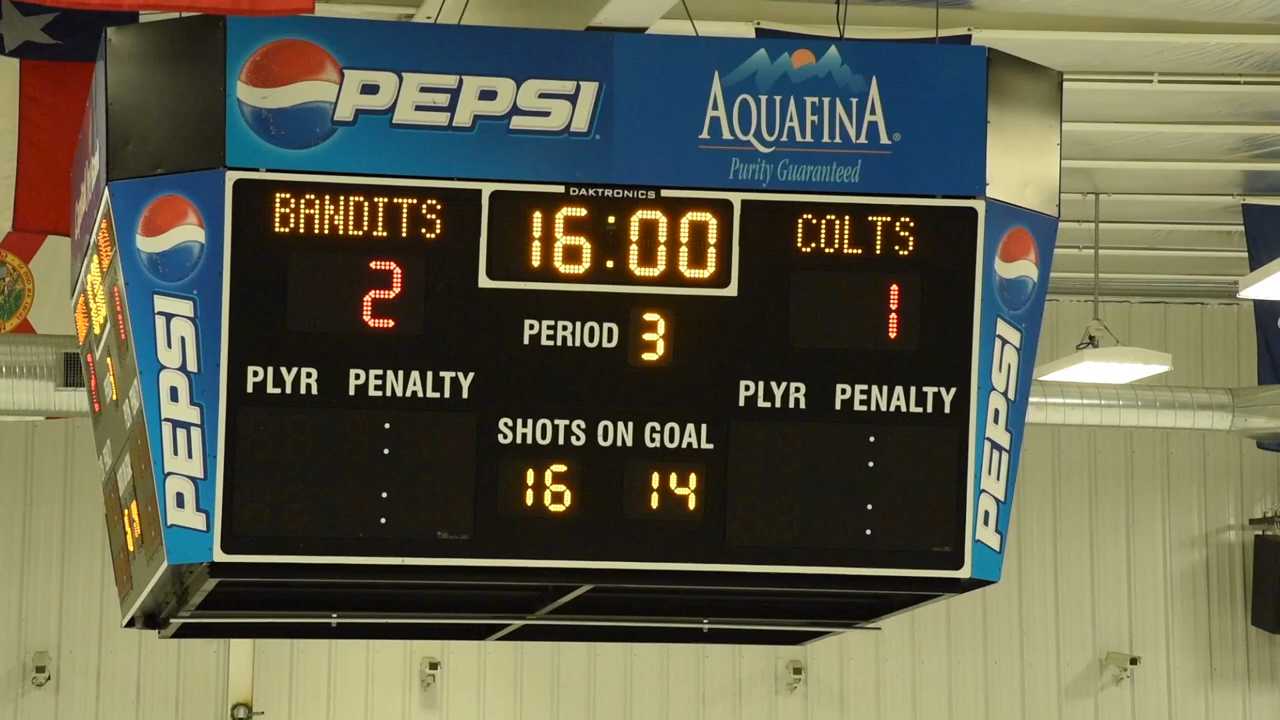 PEPSI
AQUAFINA
Purity Guaranteed
DAKTRONICS
BANDITS 16:00 COLTS
2 1
PERIOD 3
PLYR PENALTY PLYR PENALTY
SHOTS ON GOAL
16 14
PEPSI
PEPSI